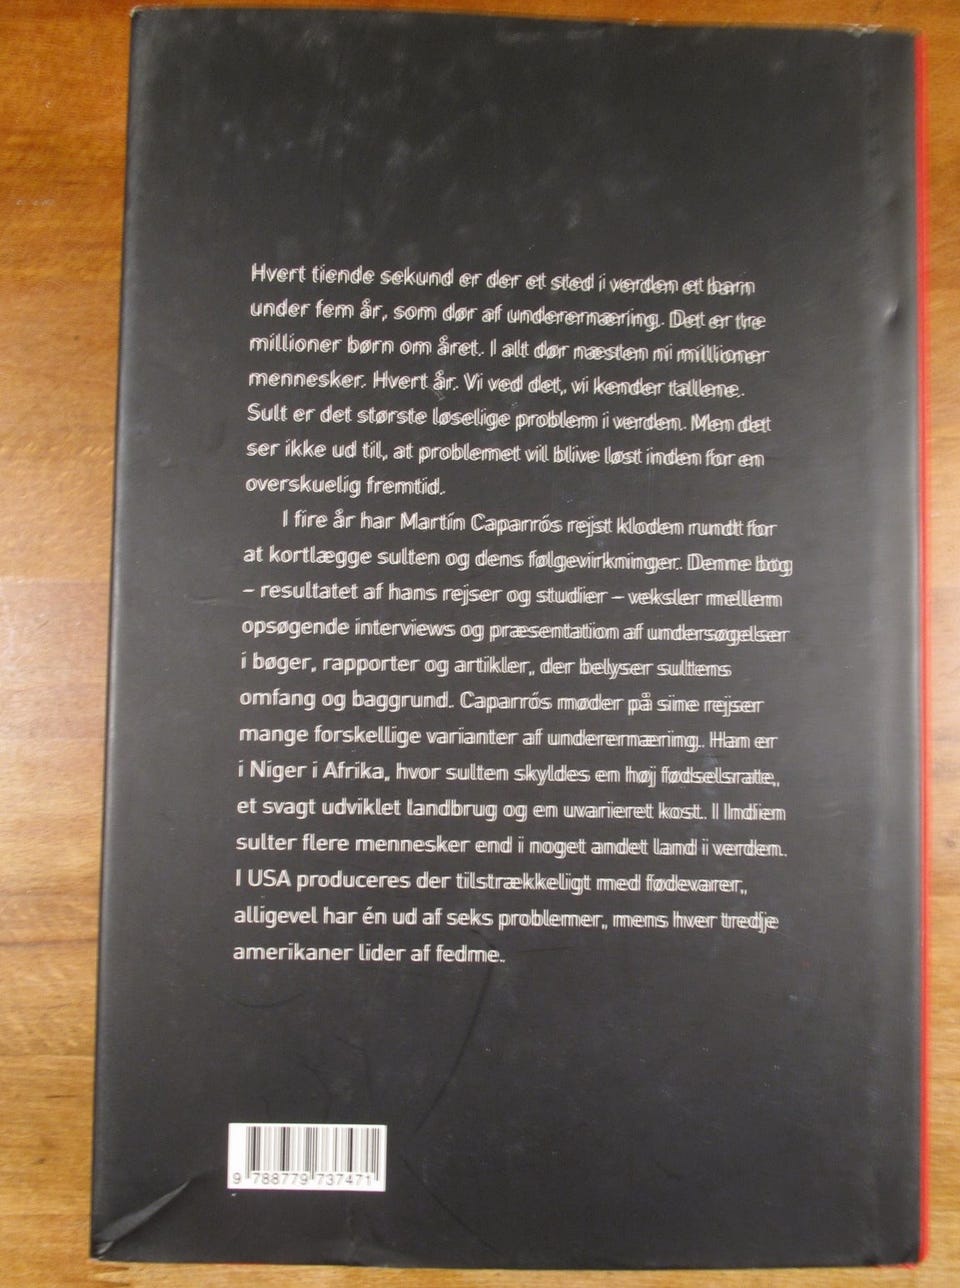 Hvert tiende sekund er der et sted i verden et barn
under fem år, som dør af underernæring. Det er tre
millioner børn om året. I alt dør næsten ni millioner
mennesker. Hvert år. Vi ved det, vi kender tallene.
Sult er det største løselige problem i verden. Men det
ser ikke ud til, at problemet vil blive løst inden for en
overskuelig fremtid.
I fire år har Martín Caparrós rejst kloden rundt for
at kortlægge sulten og dens følgevirkninger. Denne bog
– resultatet af hans rejser og studier – veksler mellem
opsøgende interviews og præsentation af undersøgelser
i bøger, rapporter og artikler, der belyser sultens
omfang og baggrund. Caparrós møder på sine rejser
mange forskellige varianter af underernæring. Han er
i Niger i Afrika, hvor sulten skyldes en høj fødselsrate,
et svagt udviklet landbrug og en uvarieret kost. I Indien
sulter flere mennesker end i noget andet land i verden.
I USA produceres der tilstrækkeligt med fødevarer,
alligevel har én ud af seks problemer, mens hver tredje
amerikaner lider af fedme.
9 788779 737471